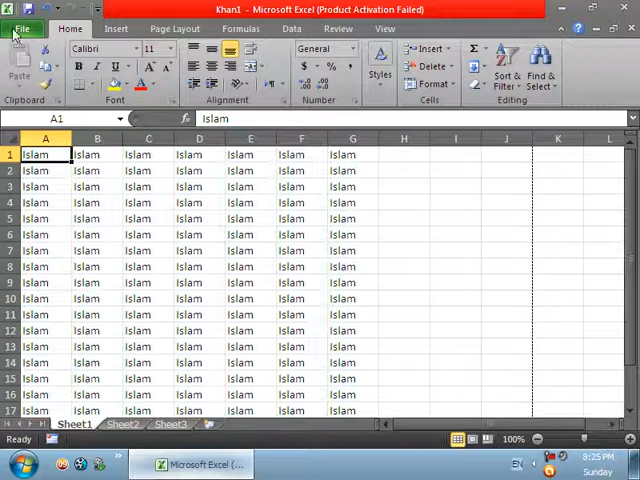 Khan1 - Microsoft Excel (Product Activation Failed)
File Home Insert Page Layout Formulas Data Review View
Paste
Calibri 11
B I U
A
General
$ % ,
Styles
Insert
Delete
Format
Σ
Sort & Filter
Find & Select
Clipboard Font Alignment Number Cells Editing
A1 fx Islam
A B C D E F G H I J K L
1 Islam Islam Islam Islam Islam Islam Islam
2 Islam Islam Islam Islam Islam Islam Islam
3 Islam Islam Islam Islam Islam Islam Islam
4 Islam Islam Islam Islam Islam Islam Islam
5 Islam Islam Islam Islam Islam Islam Islam
6 Islam Islam Islam Islam Islam Islam Islam
7 Islam Islam Islam Islam Islam Islam Islam
8 Islam Islam Islam Islam Islam Islam Islam
9 Islam Islam Islam Islam Islam Islam Islam
10 Islam Islam Islam Islam Islam Islam Islam
11 Islam Islam Islam Islam Islam Islam Islam
12 Islam Islam Islam Islam Islam Islam Islam
13 Islam Islam Islam Islam Islam Islam Islam
14 Islam Islam Islam Islam Islam Islam Islam
15 Islam Islam Islam Islam Islam Islam Islam
16 Islam Islam Islam Islam Islam Islam Islam
17 Islam Islam Islam Islam Islam Islam Islam
Sheet1 Sheet2 Sheet3
Ready 100%
Microsoft Excel (... EN 8:25 PM
Sunday